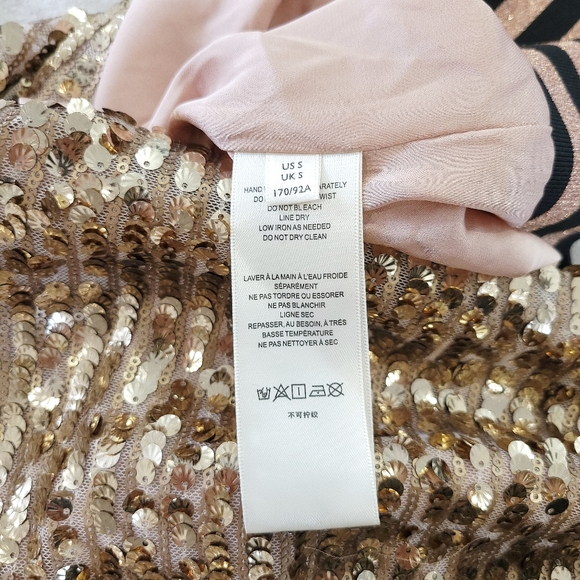 US S
UK S
170/92A
HAND ARATELY
DO WIST
DO NOT BLEACH
LINE DRY
LOW IRON AS NEEDED
DO NOT DRY CLEAN
LAVER À LA MAIN À L'EAU FROIDE
SÉPARÉMENT
NE PAS TORDRE OU ESSORER
NE PAS BLANCHIR
LIGNE SEC
REPASSER, AU BESOIN, À TRÈS
BASSE TEMPÉRATURE
NE PAS NETTOYER À SEC
不可拧绞